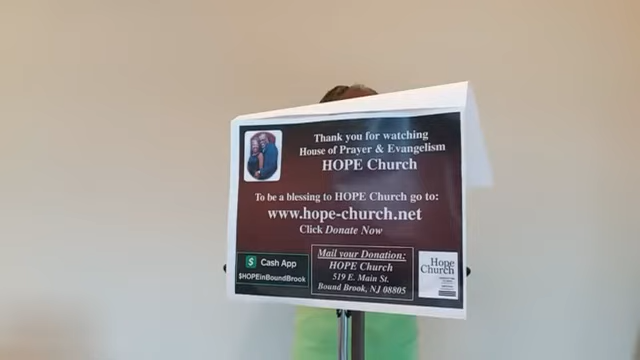 Thank you for watching
House of Prayer & Evangelism
HOPE Church
To be a blessing to HOPE Church go to:
www.hope-church.net
Click Donate Now
$ Cash App
$HOPEinBoundBrook
Mail your Donation:
HOPE Church
519 E. Main St.
Bound Brook, NJ 08805
Hope
Church